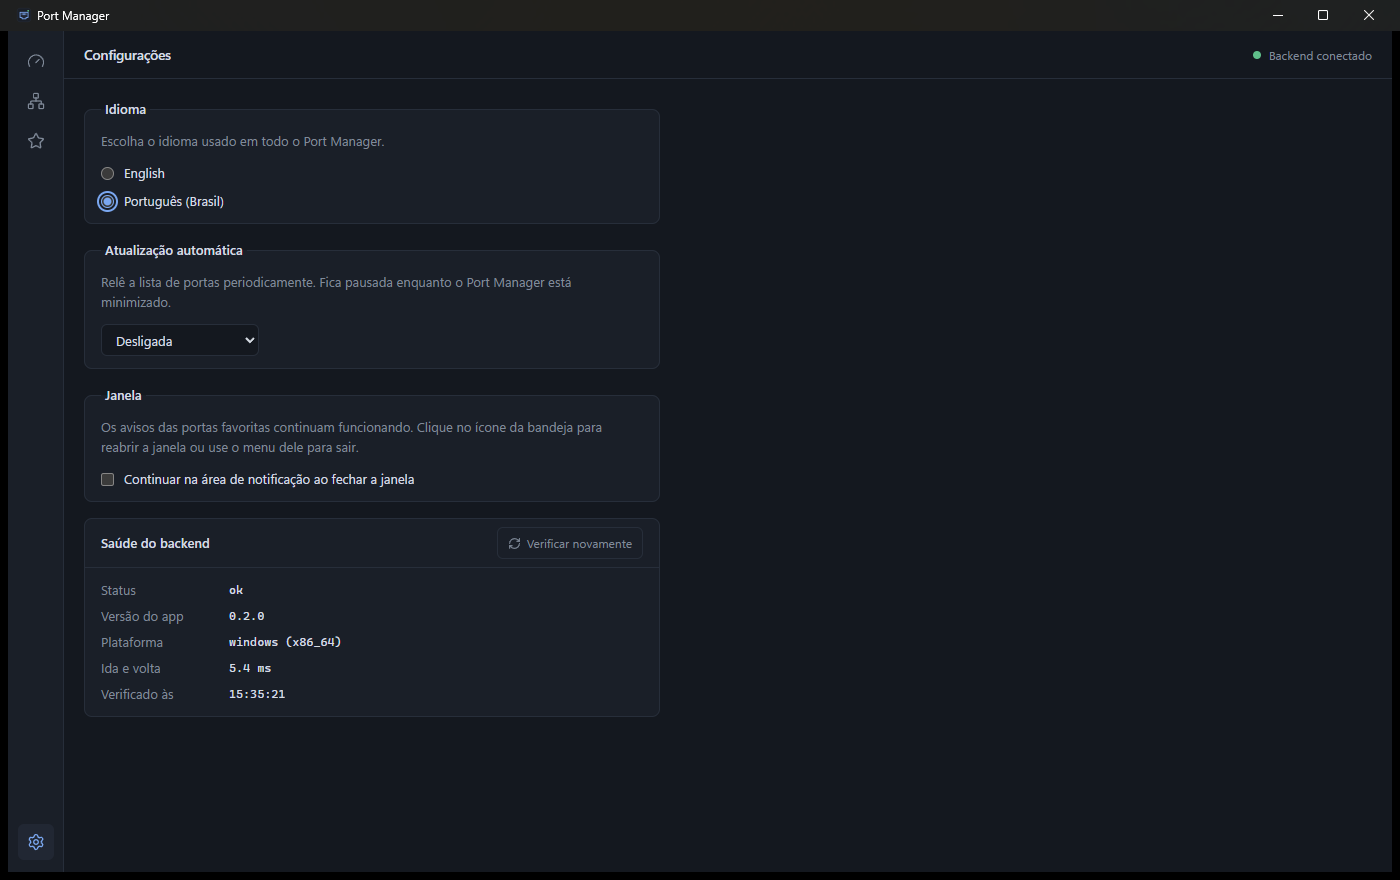 Port Manager
Configurações
Backend conectado
Idioma
Escolha o idioma usado em todo o Port Manager.
English
Português (Brasil)
Atualização automática
Relê a lista de portas periodicamente. Fica pausada enquanto o Port Manager está
minimizado.
Desligada
Janela
Os avisos das portas favoritas continuam funcionando. Clique no ícone da bandeja para
reabrir a janela ou use o menu dele para sair.
Continuar na área de notificação ao fechar a janela
Saúde do backend
Verificar novamente
Status ok
Versão do app 0.2.0
Plataforma windows (x86_64)
Ida e volta 5.4 ms
Verificado às 15:35:21